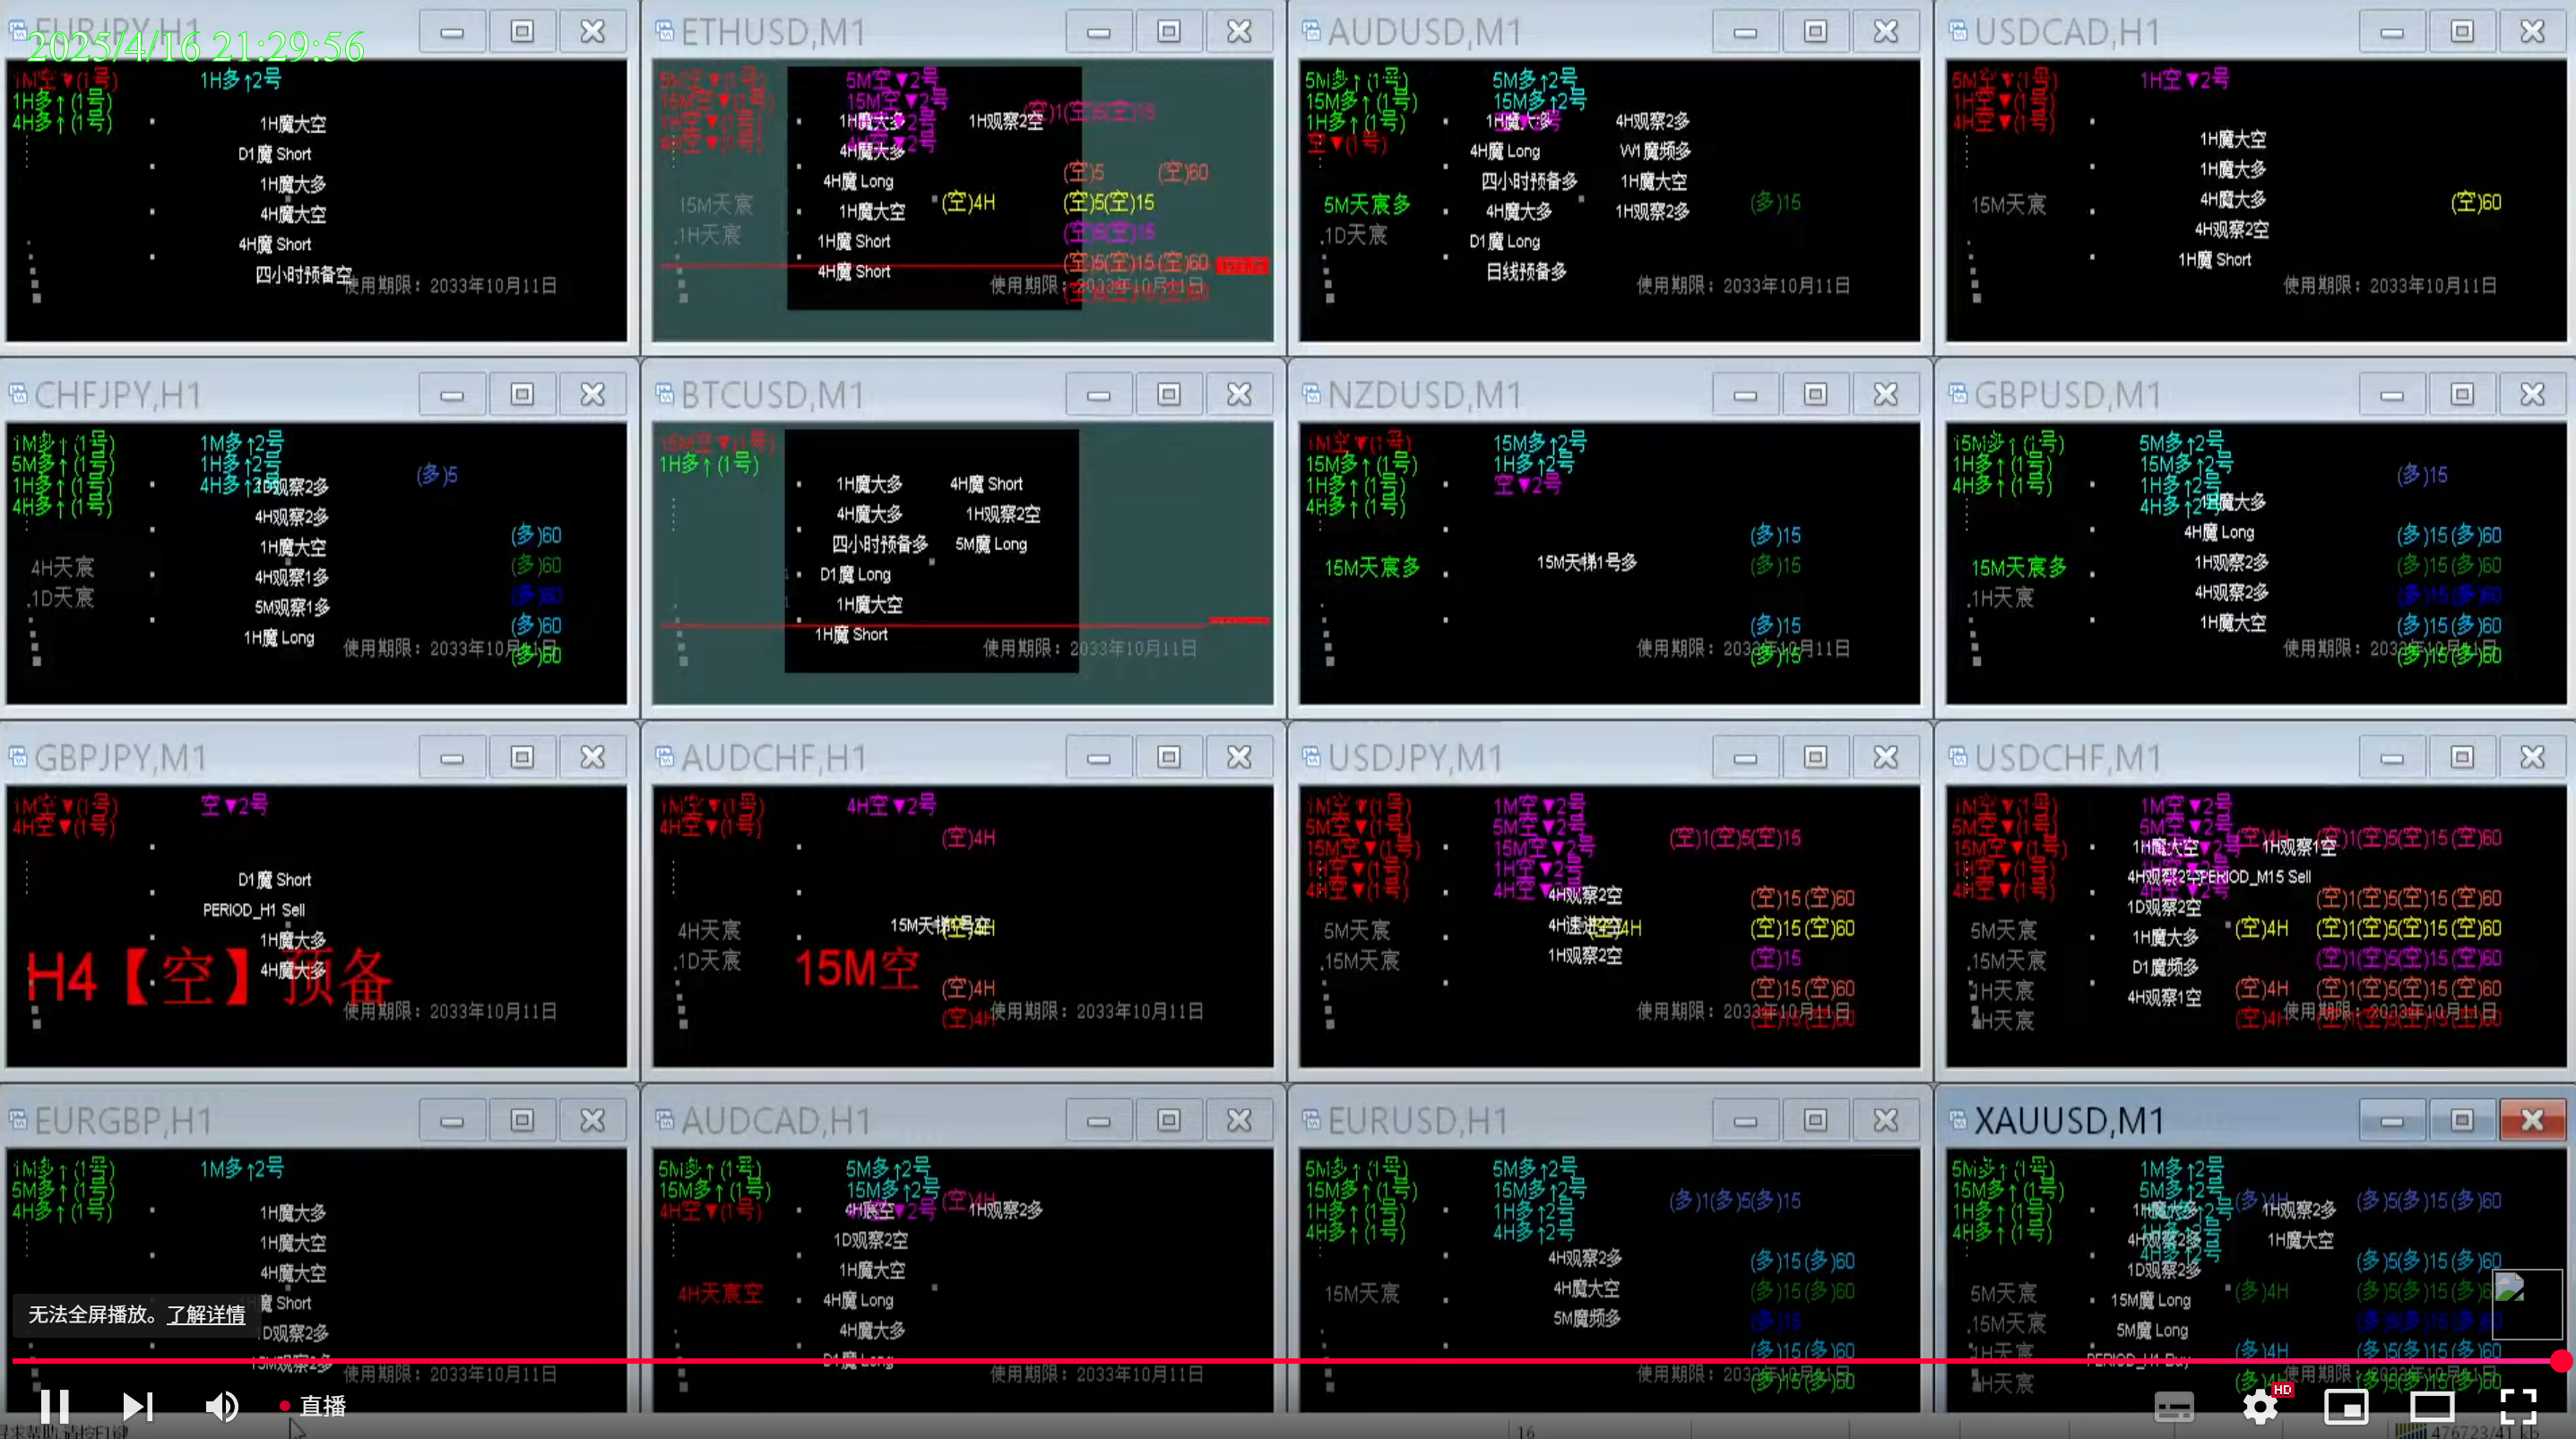 EURJPY,H1
2025/4/16 21:29:56
1M空▼(1号)
1H多↑(1号)
4H多↑(1号)
1H多↑2号
1H魔大空
D1魔 Short
1H魔大多
4H魔大空
4H魔 Short
四小时预备空
使用期限：2033年10月11日
ETHUSD,M1
5M空▼(1号)
15M空▼(1号)
1H空▼(1号)
4H空▼(1号)
5M空▼2号
15M空▼2号
1H魔大多
4H魔大多
4H魔 Long
1H魔大空
1H魔 Short
4H魔 Short
1H观察2空
(空)1(空)5(空)15
(空)5 (空)60
(空)4H (空)5(空)15
(空)5(空)15
(空)5(空)15(空)60
15M天宸
1H天宸
使用期限：2033年10月11日
AUDUSD,M1
5M多↑(1号)
15M多↑(1号)
1H多↑(1号)
空▼(1号)
5M多↑2号
15M多↑2号
1H魔大多
4H魔 Long
四小时预备多
4H魔大多
D1魔 Long
日线预备多
4H观察2多
W1魔频多
1H魔大空
1H观察2多
(多)15
5M天宸多
1D天宸
使用期限：2033年10月11日
USDCAD,H1
5M空▼(1号)
1H空▼(1号)
4H空▼(1号)
1H空▼2号
1H魔大空
1H魔大多
4H魔大多
4H观察2空
1H魔 Short
(空)60
15M天宸
使用期限：2033年10月11日
CHFJPY,H1
1M多↑(1号)
5M多↑(1号)
1H多↑(1号)
4H多↑(1号)
1M多↑2号
1H多↑2号
4H多↑2号
1D观察2多
4H观察2多
1H魔大空
4H观察1多
5M观察1多
1H魔 Long
(多)5
(多)60
(多)60
(多)60
(多)60
(多)60
4H天宸
1D天宸
使用期限：2033年10月11日
BTCUSD,M1
15M空▼(1号)
1H多↑(1号)
1H魔大多
4H魔大多
四小时预备多
D1魔 Long
1H魔大空
1H魔 Short
4H魔 Short
1H观察2空
5M魔 Long
使用期限：2033年10月11日
NZDUSD,M1
1M空▼(1号)
15M多↑(1号)
1H多↑(1号)
4H多↑(1号)
15M多↑2号
1H多↑2号
空▼2号
15M天梯1号多
(多)15
(多)15
(多)15
(多)15
15M天宸多
使用期限：2033年10月11日
GBPUSD,M1
15M多↑(1号)
1H多↑(1号)
4H多↑(1号)
5M多↑2号
15M多↑2号
1H多↑2号
4H多↑2号
1H魔大多
4H魔 Long
1H观察2多
4H观察2多
1H魔大空
(多)15
(多)15(多)60
(多)15(多)60
(多)15(多)60
(多)15(多)60
(多)15(多)60
15M天宸多
1H天宸
使用期限：2033年10月11日
GBPJPY,M1
1M空▼(1号)
4H空▼(1号)
空▼2号
D1魔 Short
PERIOD_H1 Sell
1H魔大多
4H魔大多
H4【空】预备
使用期限：2033年10月11日
AUDCHF,H1
1M空▼(1号)
4H空▼(1号)
4H空▼2号
(空)4H
(空)4H
(空)4H
(空)4H
4H天宸
1D天宸
15M空
使用期限：2033年10月11日
USDJPY,M1
1M空▼(1号)
5M空▼(1号)
15M空▼(1号)
1H空▼(1号)
4H空▼(1号)
1M空▼2号
5M空▼2号
15M空▼2号
1H空▼2号
4H空▼2号
4H观察2空
1H观察2空
(空)1(空)5(空)15
(空)15(空)60
(空)15(空)60
(空)15
(空)15(空)60
(空)15(空)60
5M天宸
15M天宸
使用期限：2033年10月11日
USDCHF,M1
1M空▼(1号)
5M空▼(1号)
15M空▼(1号)
1H空▼(1号)
4H空▼(1号)
1M空▼2号
5M空▼2号
1H魔大空
4H观察2空
1D观察2空
1H魔大多
D1魔频多
4H观察1空
1H观察1空
PERIOD_M15 Sell
(空)4H (空)1(空)5(空)15(空)60
(空)1(空)5(空)15(空)60
(空)4H (空)1(空)5(空)15(空)60
(空)1(空)5(空)15(空)60
(空)4H (空)1(空)5(空)15(空)60
(空)4H (空)1(空)5(空)15(空)60
5M天宸
15M天宸
1H天宸
4H天宸
使用期限：2033年10月11日
EURGBP,H1
1M多↑(1号)
5M多↑(1号)
4H多↑(1号)
1M多↑2号
1H魔大多
1H魔大空
4H魔大空
魔 Short
1D观察2多
15M观察2多
使用期限：2033年10月11日
AUDCAD,H1
5M多↑(1号)
15M多↑(1号)
4H空▼(1号)
5M多↑2号
15M多↑2号
(空)4H
1H观察2多
1D观察2空
1H魔大空
4H魔 Long
4H魔大多
D1魔 Long
4H天宸空
使用期限：2033年10月11日
EURUSD,H1
5M多↑(1号)
15M多↑(1号)
1H多↑(1号)
4H多↑(1号)
5M多↑2号
15M多↑2号
1H多↑2号
4H多↑2号
4H观察2多
4H魔大空
5M魔频多
(多)1(多)5(多)15
(多)15(多)60
(多)15(多)60
(多)15
(多)15(多)60
(多)15(多)60
15M天宸
使用期限：2033年10月11日
XAUUSD,M1
5M多↑(1号)
15M多↑(1号)
1H多↑(1号)
4H多↑(1号)
1M多↑2号
5M多↑2号
1H魔大多
4H观察2多
1D观察2多
15M魔 Long
5M魔 Long
PERIOD_H1 Buy
1H观察2多
1H魔大空
(多)4H (多)5(多)15(多)60
(多)5(多)15(多)60
(多)4H (多)5(多)15(多)60
(多)5(多)15(多)60
(多)4H (多)5(多)15(多)60
5M天宸
15M天宸
1H天宸
4H天宸
使用期限：2033年10月11日
无法全屏播放。了解详情
直播
HD
16
476723/41 kb